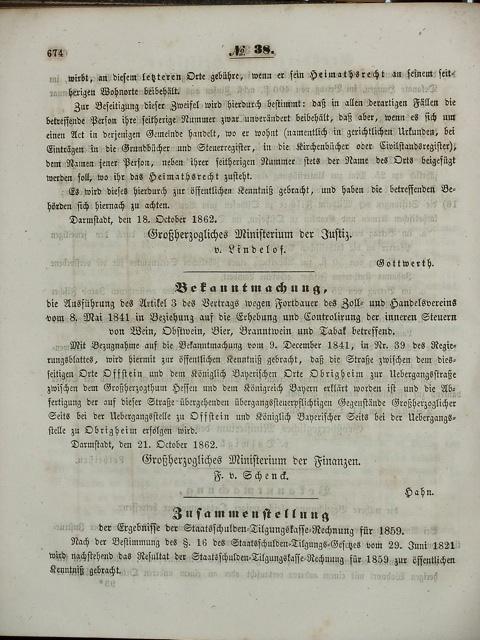 674
№ 38.
wirbt, an diesem letzteren Orte gebühre, wenn er sein Heimathsrecht an seinem seit-
herigen Wohnorte beibehält.
Zur Beseitigung dieser Zweifel wird hierdurch bestimmt: daß in allen derartigen Fällen die
betreffende Person ihre seitherige Nummer zwar unverändert beibehält, daß aber, wenn es sich um
einen Act in derjenigen Gemeinde handelt, wo er wohnt (namentlich in gerichtlichen Urkunden, bei
Einträgen in die Grundbücher und Steuerregister, in die Kirchenbücher oder Civilstandsregister),
dem Namen jener Person, neben ihrer seitherigen Nummer stets der Name des Orts beigefügt
werden soll, wo ihr das Heimathsrecht zusteht.
Es wird dieses hierdurch zur öffentlichen Kenntniß gebracht, und haben die betreffenden Be-
hörden sich hiernach zu achten.
Darmstadt, den 18. October 1862.
Großherzogliches Ministerium der Justiz.
v. Lindelof.
Gottwerth.
Bekanntmachung,
die Ausführung des Artikel 3 des Vertrags wegen Fortdauer des Zoll- und Handelsvereins
vom 8. Mai 1841 in Beziehung auf die Erhebung und Controlirung der inneren Steuern
von Wein, Obstwein, Bier, Branntwein und Tabak betreffend.
Mit Bezugnahme auf die Bekanntmachung vom 9. December 1841, in Nr. 39 des Regie-
rungsblattes, wird hiermit zur öffentlichen Kenntniß gebracht, daß die Straße zwischen dem dies-
seitigen Orte Offstein und dem Königlich Bayerischen Orte Obrigheim zur Uebergangsstraße
zwischen dem Großherzogthum Hessen und dem Königreich Bayern erklärt worden ist und die Ab-
fertigung der auf dieser Straße übergehenden übergangssteuerpflichtigen Gegenstände Großherzoglicher
Seits bei der Uebergangsstelle zu Offstein und Königlich Bayerischer Seits bei der Uebergangs-
stelle zu Obrigheim erfolgen wird.
Darmstadt, den 21. October 1862.
Großherzogliches Ministerium der Finanzen.
F. v. Schenck.
Hahn.
Zusammenstellung
der Ergebnisse der Staatsschulden-Tilgungskasse-Rechnung für 1859.
Nach der Bestimmung des §. 16 des Staatsschulden-Tilgungs-Gesetzes vom 29. Juni 1821
wird nachstehend das Resultat der Staatsschulden-Tilgungskasse-Rechnung für 1859 zur öffentlichen
Kenntniß gebracht.